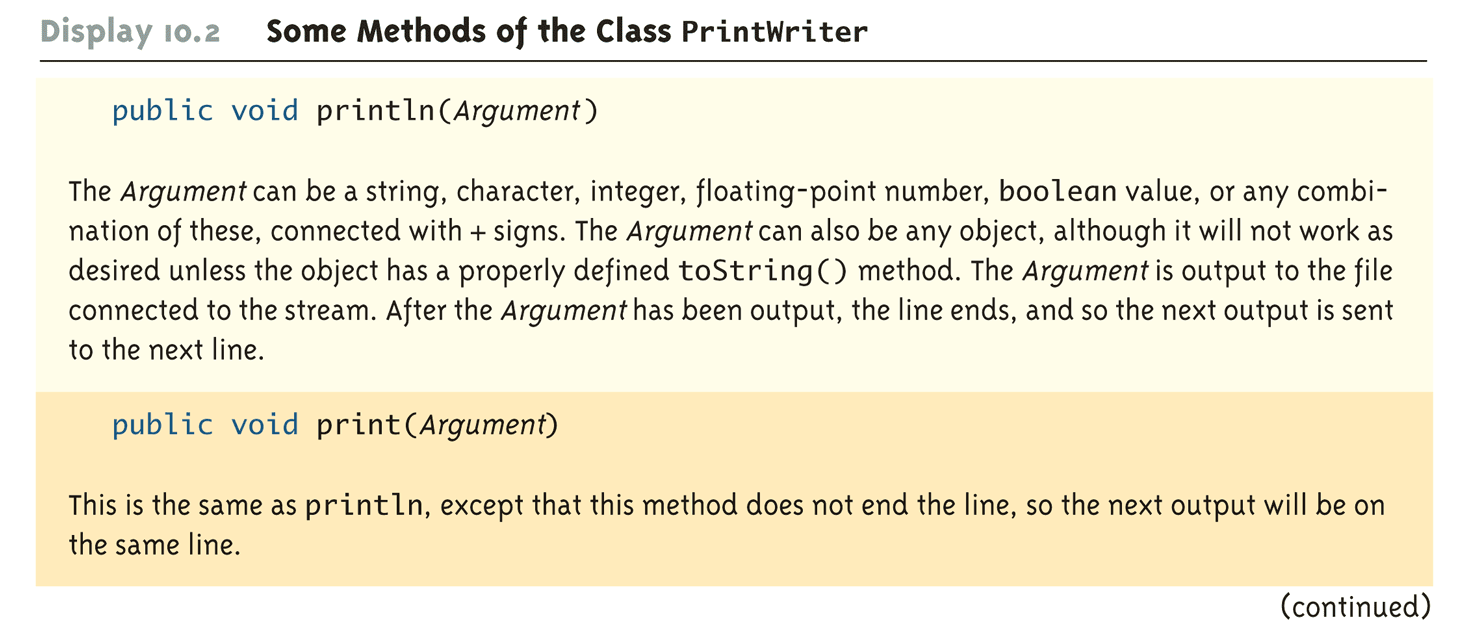 Display 10.2 Some Methods of the Class PrintWriter
public void println(Argument)
The Argument can be a string, character, integer, floating-point number, boolean value, or any combi-
nation of these, connected with + signs. The Argument can also be any object, although it will not work as
desired unless the object has a properly defined toString() method. The Argument is output to the file
connected to the stream. After the Argument has been output, the line ends, and so the next output is sent
to the next line.
public void print(Argument)
This is the same as println, except that this method does not end the line, so the next output will be on
the same line.
(continued)